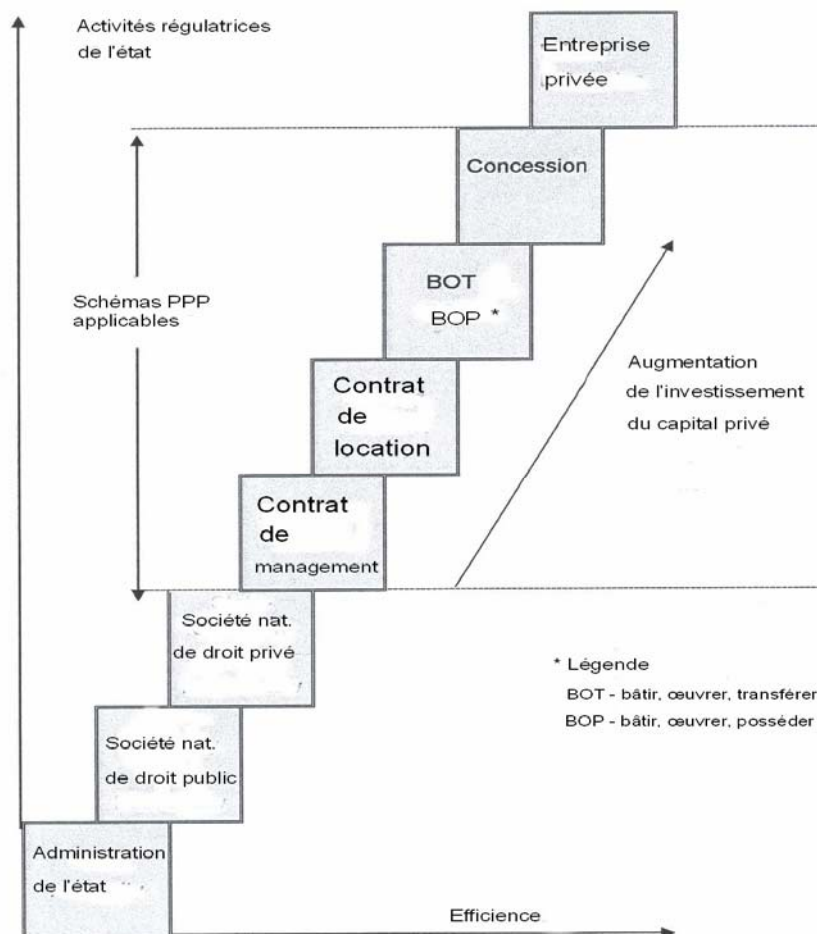 Activités régulatrices
de l'état
Entreprise
privée
Concession
BOT
BOP *
Schémas PPP
applicables
Augmentation
de l'investissement
du capital privé
Contrat
de
location
Contrat
de
management
Société nat.
de droit privé
* Légende
BOT - bâtir, œuvrer, transférer
BOP - bâtir, œuvrer, posséder
Société nat.
de droit public
Administration
de l'état
Efficience